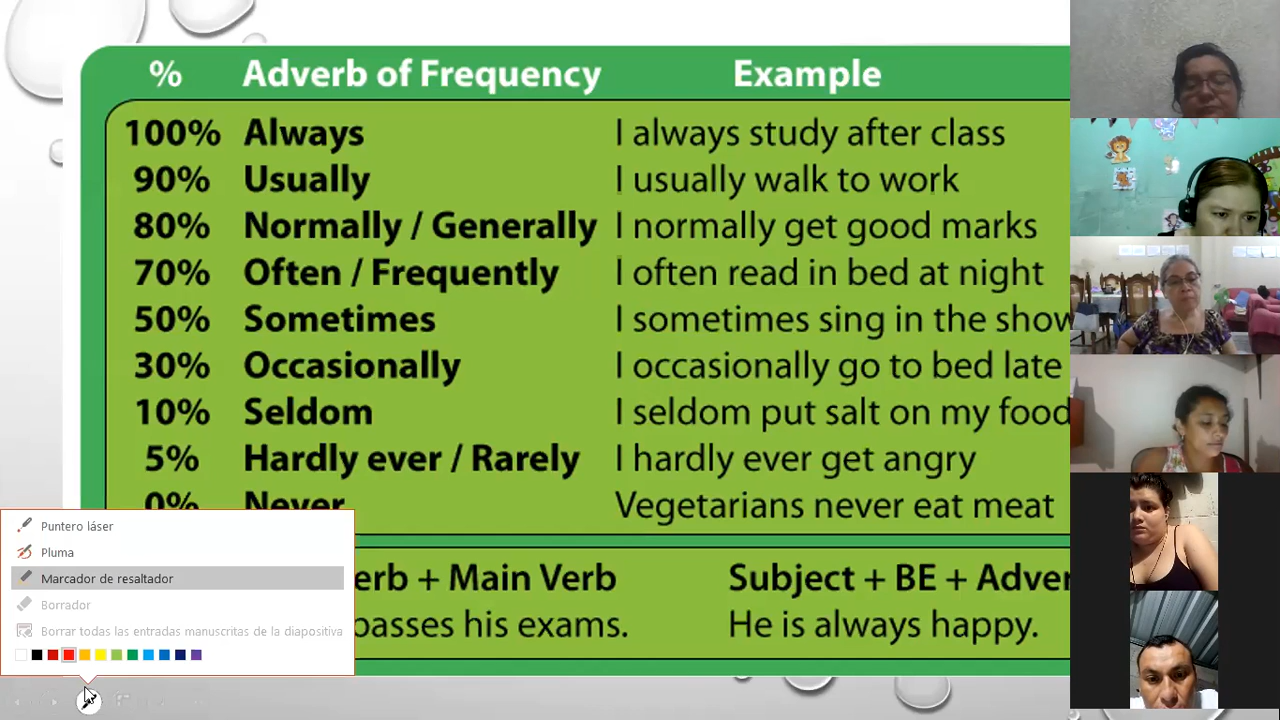 % Adverb of Frequency Example
100% Always I always study after class
90% Usually I usually walk to work
80% Normally / Generally I normally get good marks
70% Often / Frequently I often read in bed at night
50% Sometimes I sometimes sing in the show
30% Occasionally I occasionally go to bed late
10% Seldom I seldom put salt on my food
5% Hardly ever / Rarely I hardly ever get angry
0% Never Vegetarians never eat meat
erb + Main Verb Subject + BE + Adver
passes his exams. He is always happy.
Puntero láser
Pluma
Marcador de resaltador
Borrador
Borrar todas las entradas manuscritas de la diapositiva